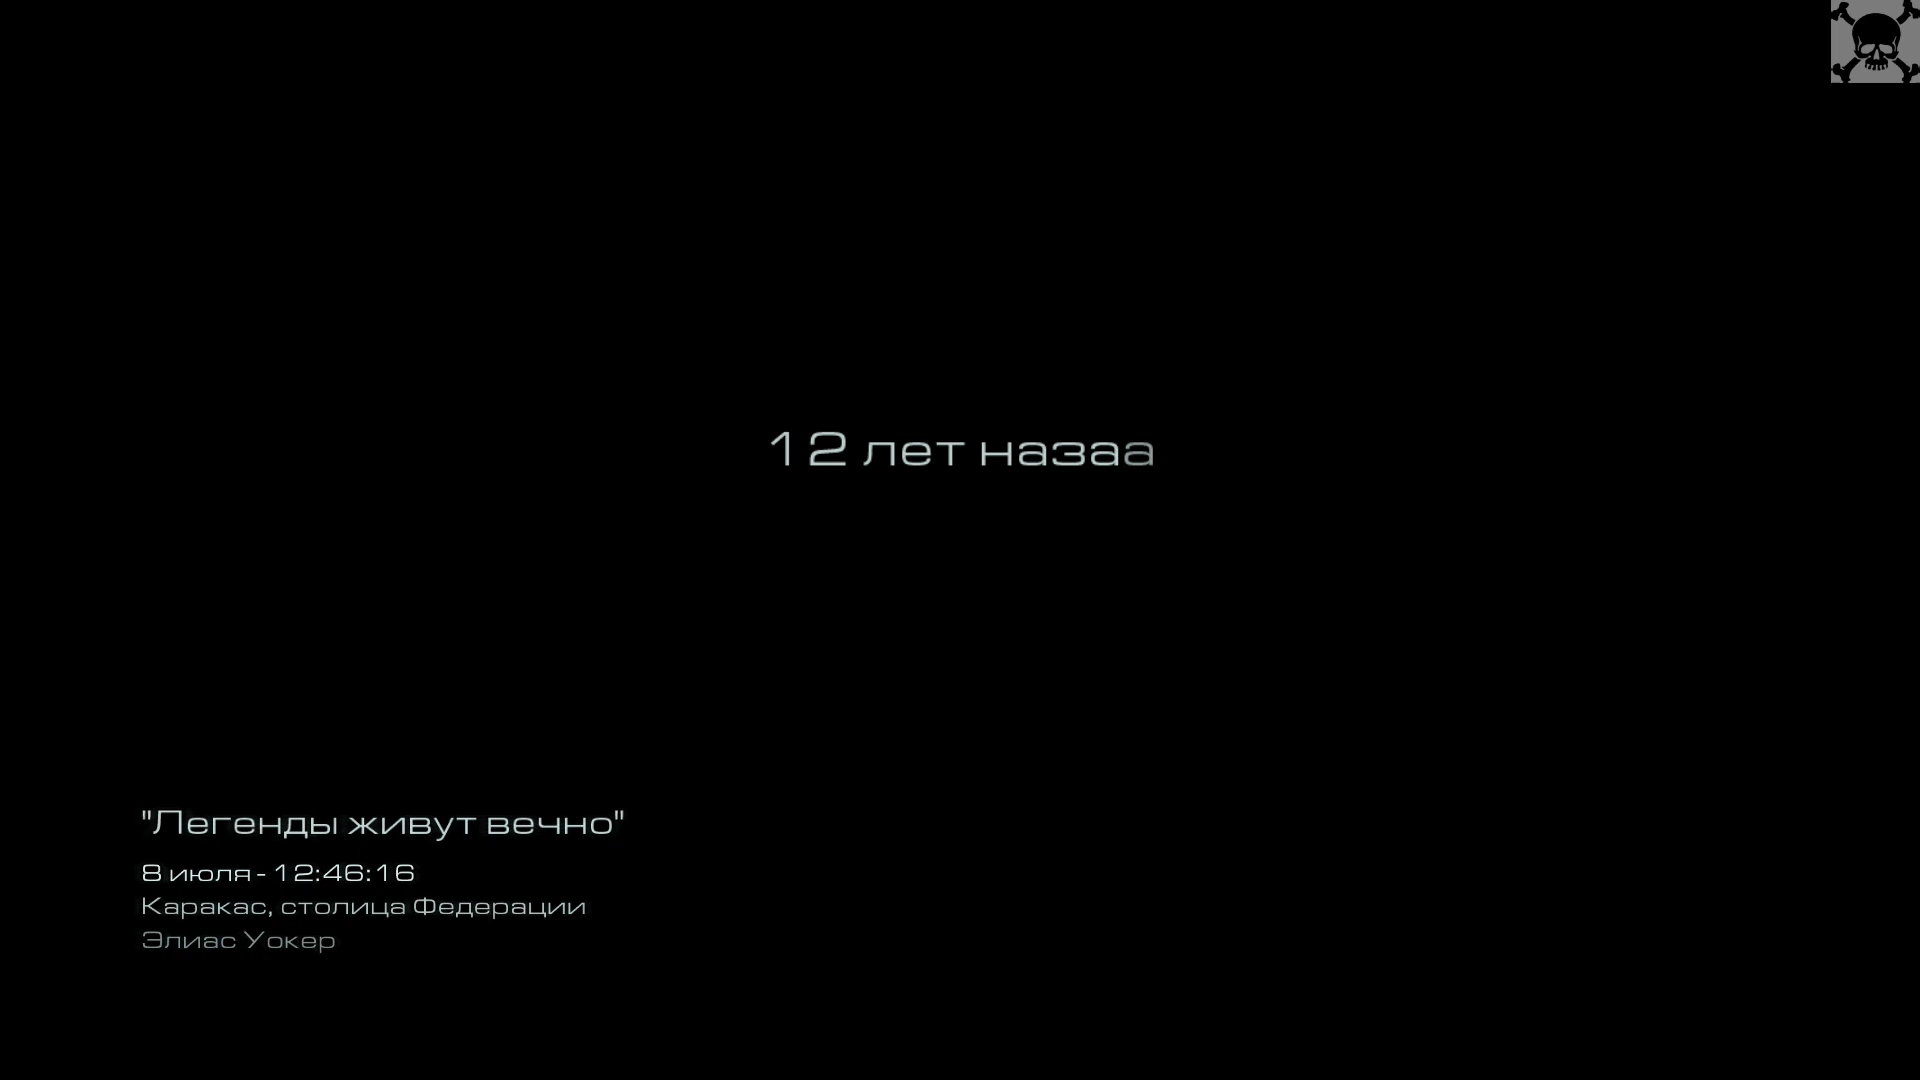 12 лет назаа
"Легенды живут вечно"
8 июля - 12:46:16
Каракас, столица Федерации
Элиас Уокер